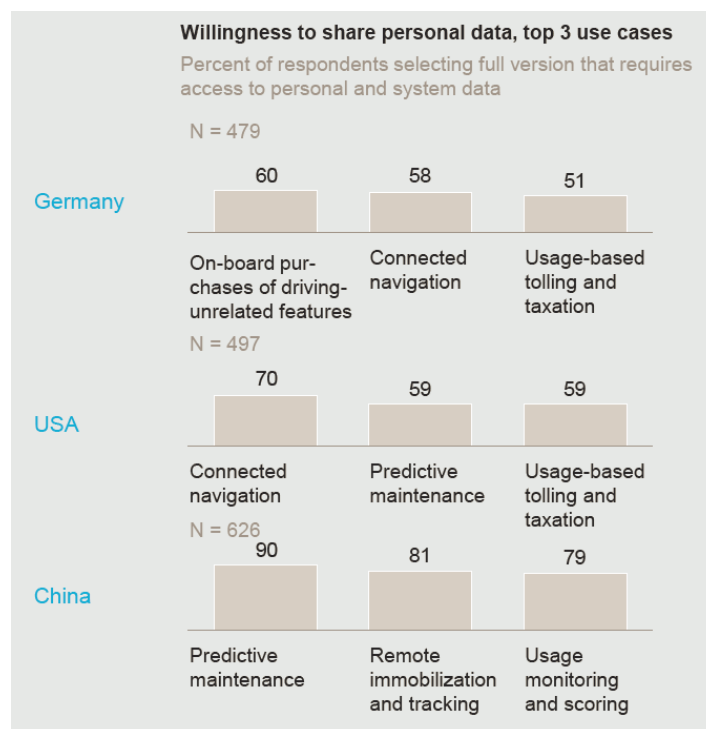 Willingness to share personal data, top 3 use cases
Percent of respondents selecting full version that requires
access to personal and system data
N = 479
Germany
60
58
51
On-board pur-
chases of driving-
unrelated features
Connected
navigation
Usage-based
tolling and
taxation
N = 497
USA
70
59
59
Connected
navigation
Predictive
maintenance
Usage-based
tolling and
taxation
N = 626
China
90
81
79
Predictive
maintenance
Remote
immobilization
and tracking
Usage
monitoring
and scoring